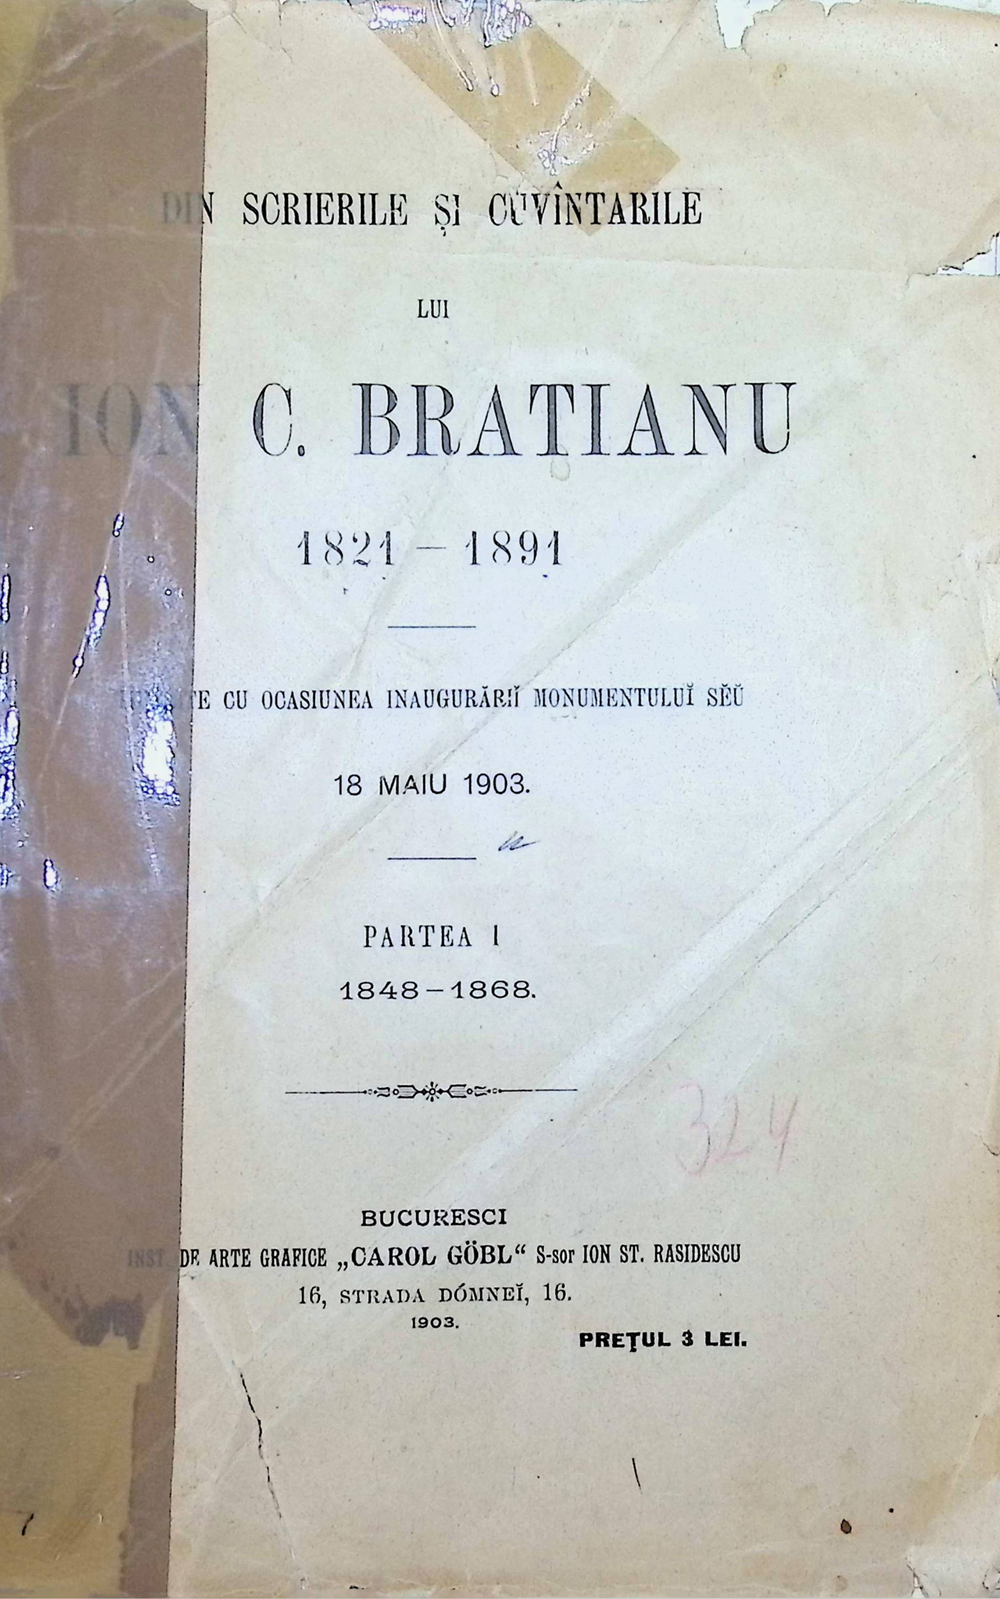 DIN SCRIERILE ȘI CUVÎNTARILE
LUI
ION C. BRATIANU
1821 – 1891
CU OCASIUNEA INAUGURĂRIĬ MONUMENTULUĬ SĔŬ
18 MAIU 1903.
PARTEA I
1848–1868.
324
BUCURESCI
INST. DE ARTE GRAFICE „CAROL GÖBL“ S-sor ION ST. RASIDESCU
16, STRADA DÓMNEĬ, 16.
1903.
PREȚUL 3 LEI.